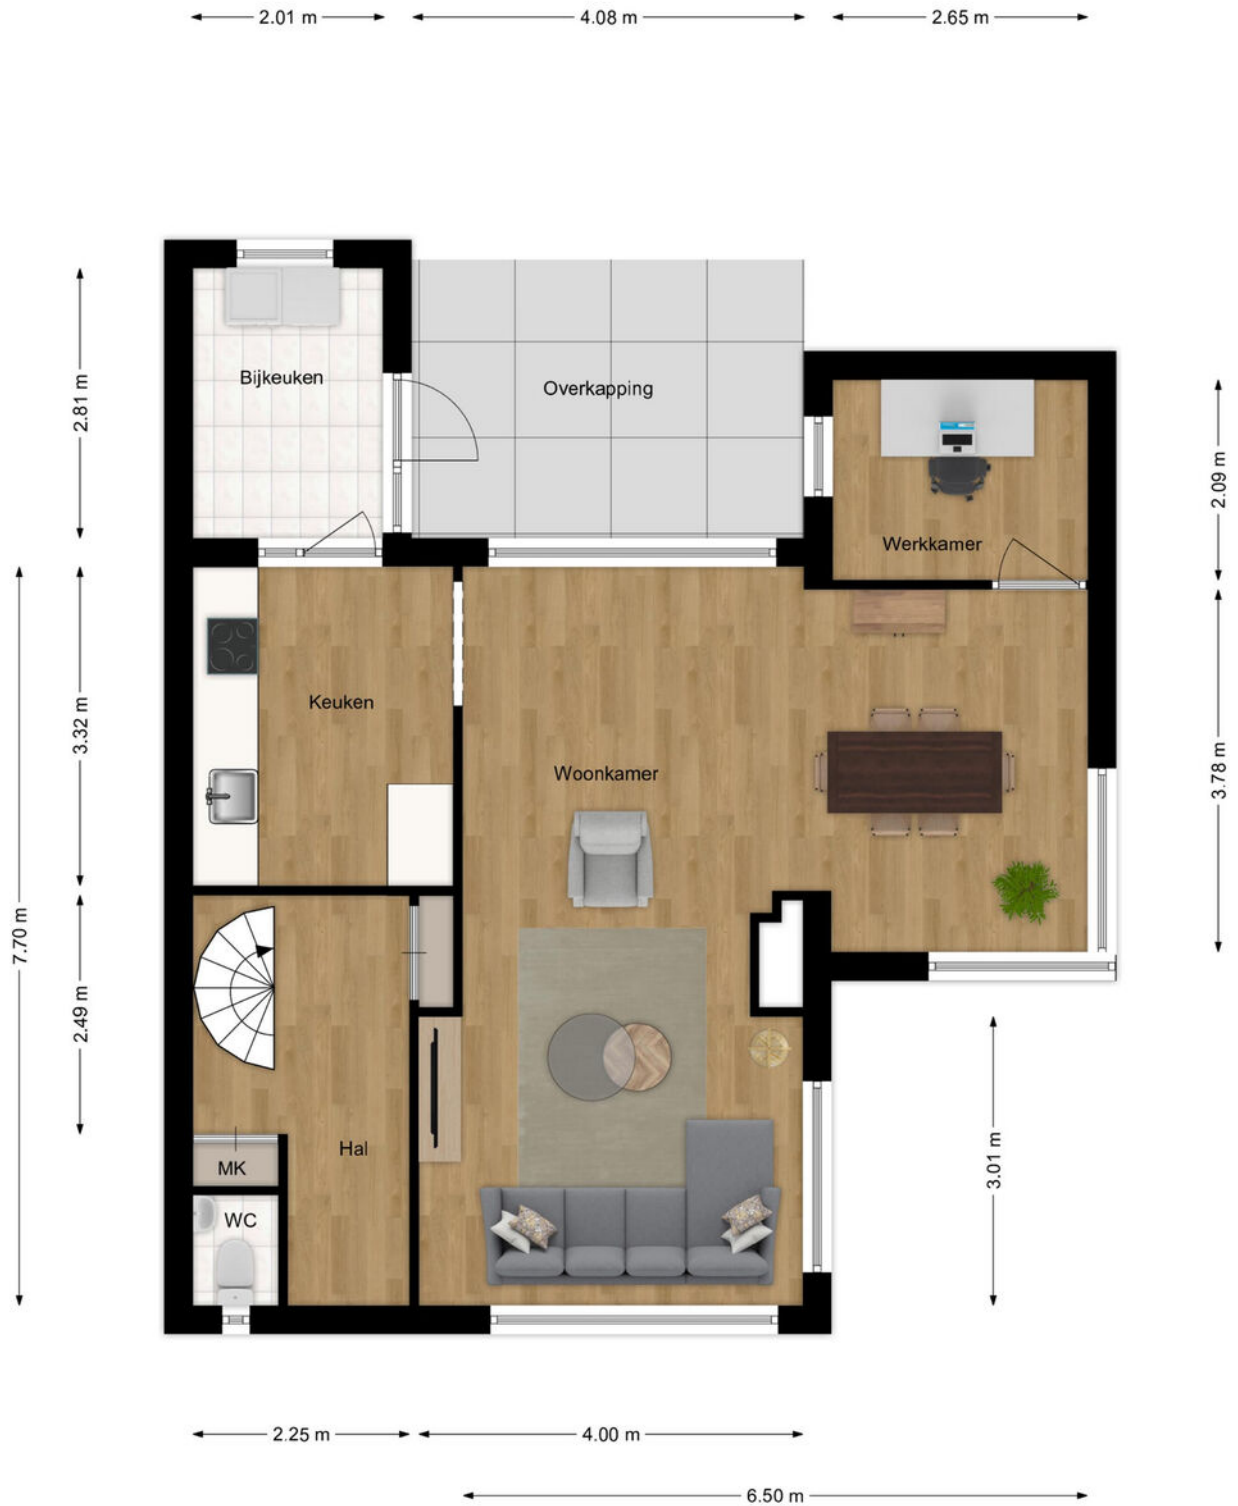 2.01 m
4.08 m
2.65 m
Bijkeuken
Overkapping
2.81 m
2.09 m
Werkkamer
Keuken
3.32 m
Woonkamer
3.78 m
7.70 m
2.49 m
Hal
MK
3.01 m
WC
2.25 m
4.00 m
6.50 m